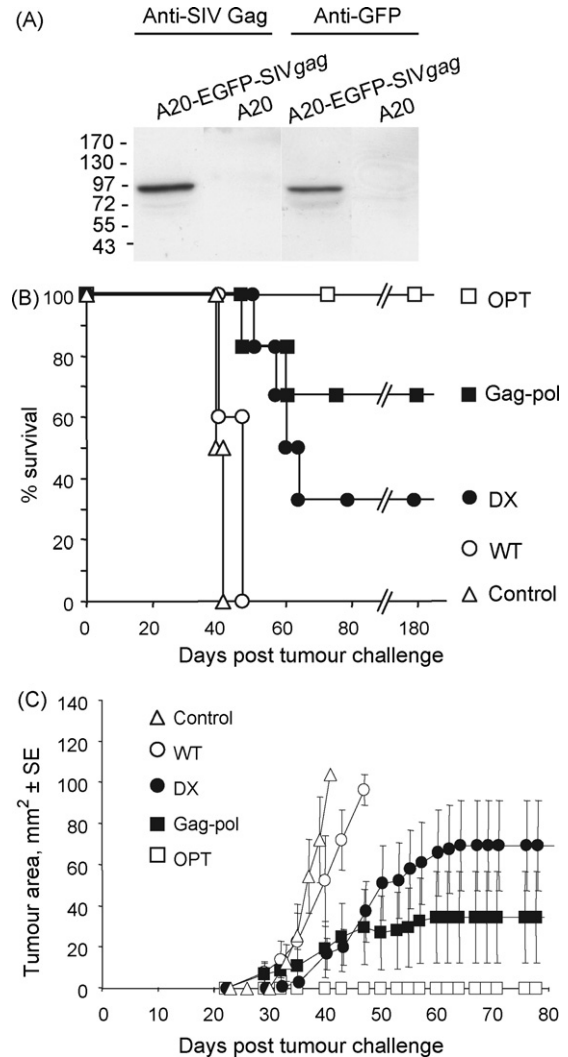 (A)
Anti-SIV Gag Anti-GFP
A20-EGFP-SIVgag A20 A20-EGFP-SIVgag A20
170 -
130 -
97 -
72 -
55 -
43
(B)
100
80
60
40
20
0
% survival
0 20 40 60 80 180
Days post tumour challenge
OPT
Gag-pol
DX
WT
Control
(C)
140
120
100
80
60
40
20
0
Tumour area, mm² ± SE
Control
WT
DX
Gag-pol
OPT
0 10 20 30 40 50 60 70 80
Days post tumour challenge